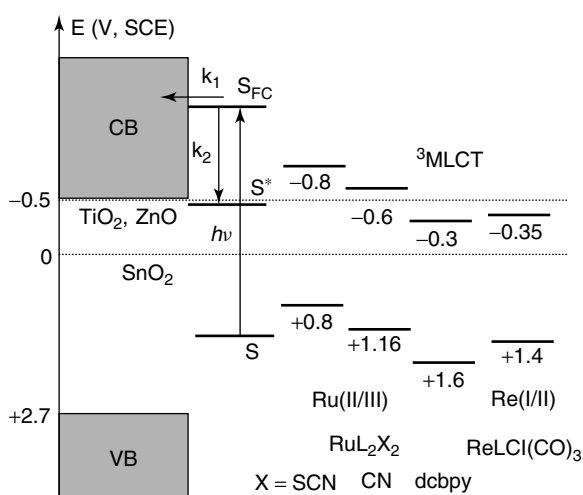 E (V, SCE)
k₁
S_FC
CB
k₂
³MLCT
S*
−0.8
−0.5
−0.6
TiO₂, ZnO
hν
−0.3
−0.35
0
SnO₂
+0.8
S
+1.16
+1.4
+1.6
Ru(II/III)
Re(I/II)
+2.7
RuL₂X₂
ReLCl(CO)₃
VB
X = SCN CN dcbpy